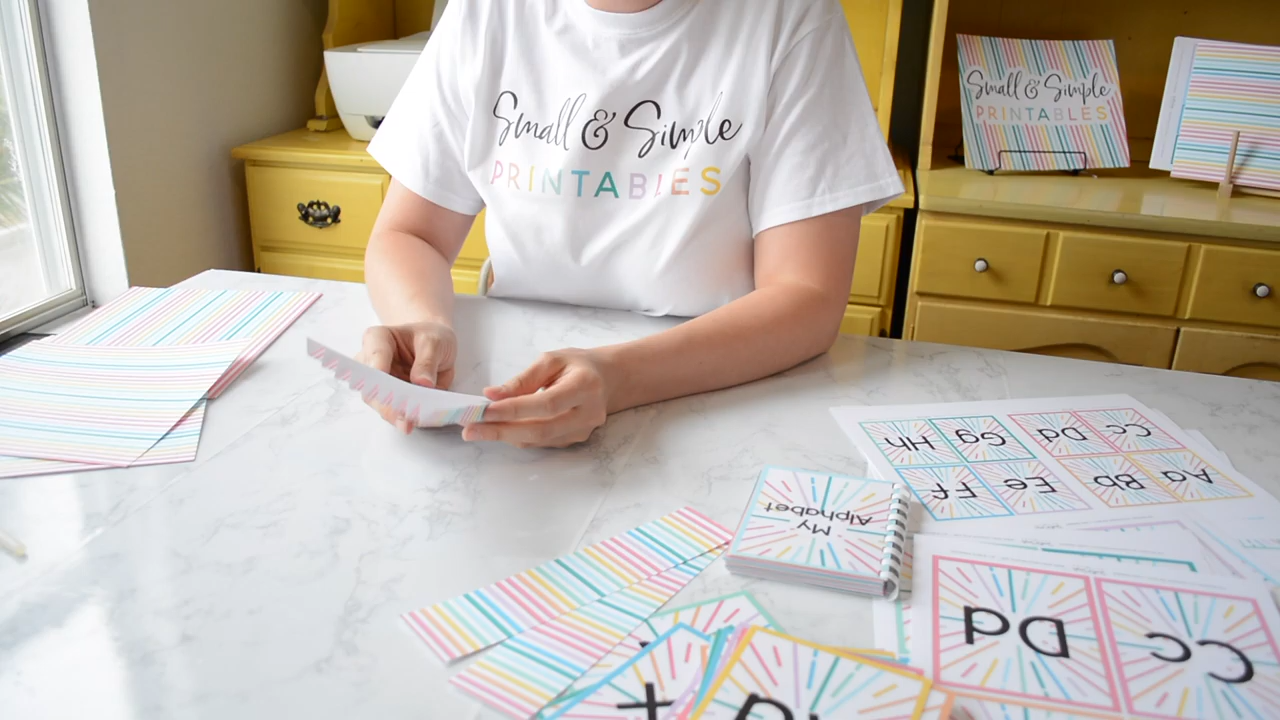 Small & Simple
PRINTABLES
Small & Simple
PRINTABLES
Hh Gg Dd Cc
Ff Ee Bb Aa
My
Alphabet
Dd Cc